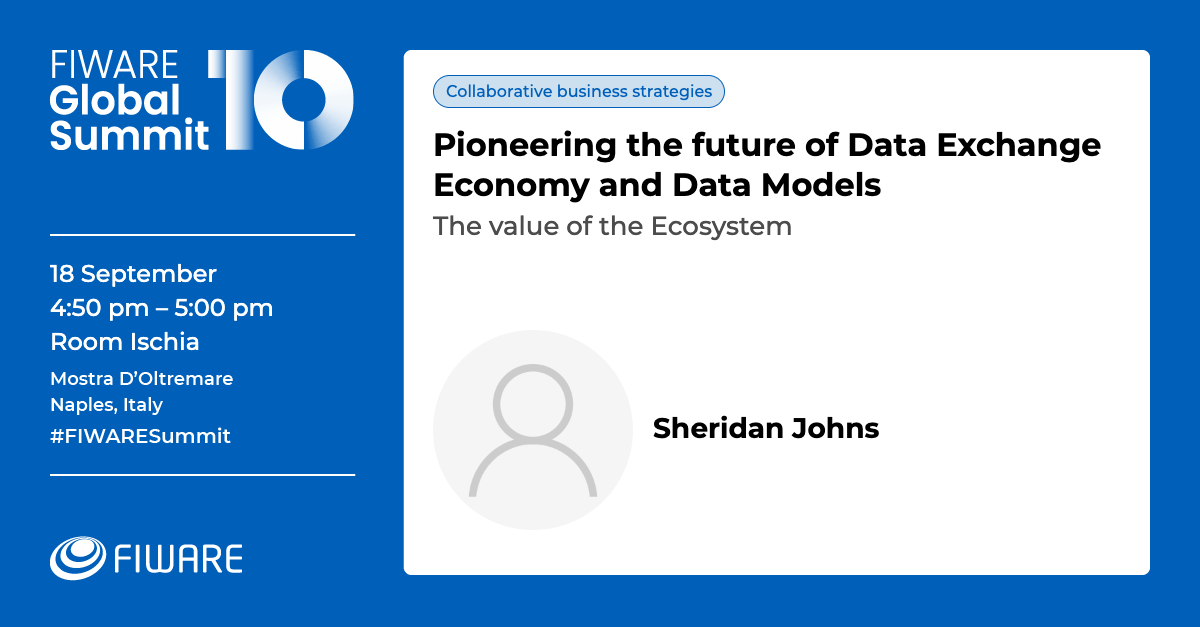 FIWARE
Global
Summit
10
18 September
4:50 pm – 5:00 pm
Room Ischia
Mostra D’Oltremare
Naples, Italy
#FIWARESummit
FIWARE
Collaborative business strategies
Pioneering the future of Data Exchange
Economy and Data Models
The value of the Ecosystem
Sheridan Johns